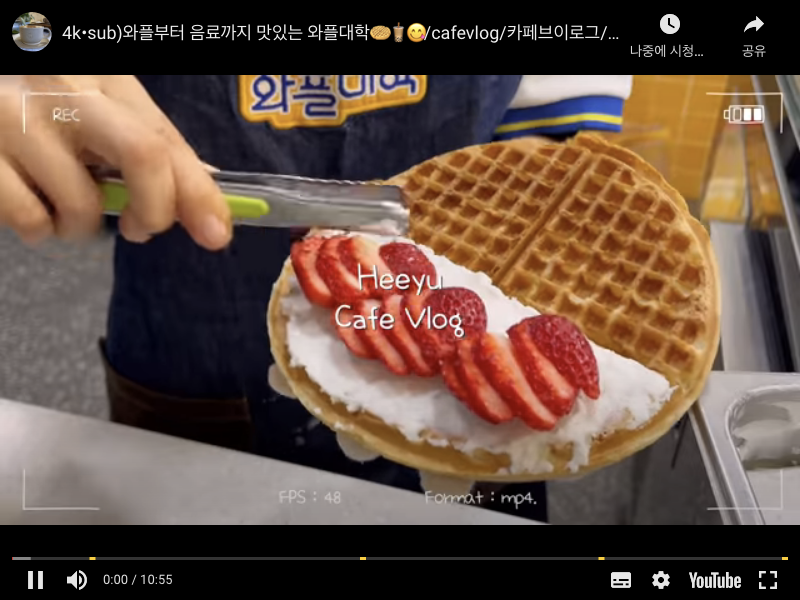 4k•sub)와플부터 음료까지 맛있는 와플대학🧇🧋😋/cafevlog/카페브이로그/...
나중에 시청...
공유
와플대학
REC
Heeyu
Cafe Vlog
FPS : 48
Format : mp4.
0:00 / 10:55
YouTube